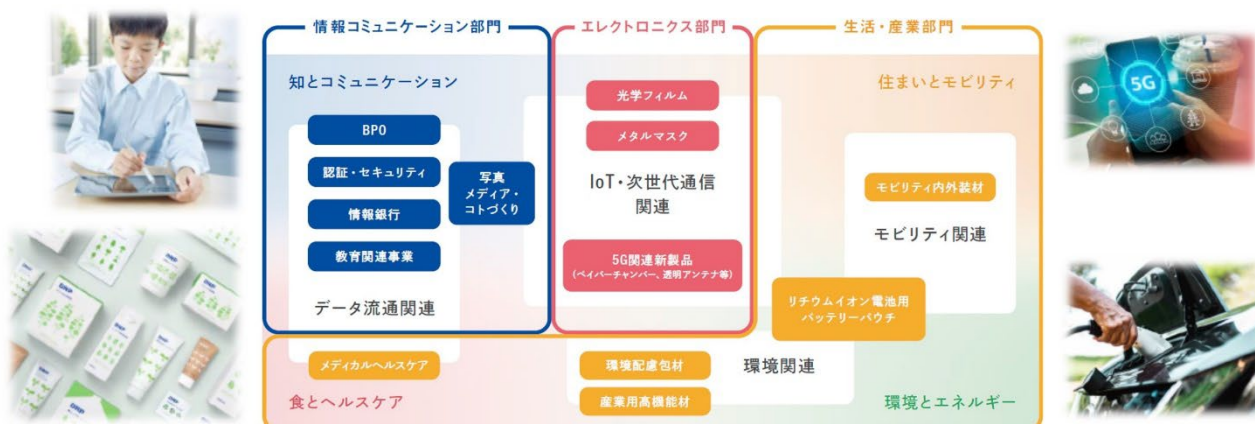 情報コミュニケーション部門
エレクトロニクス部門
生活・産業部門
知とコミュニケーション
BPO
認証・セキュリティ
情報銀行
教育関連事業
写真
メディア・
コトづくり
データ流通関連
光学フィルム
メタルマスク
IoT・次世代通信
関連
5G関連新製品
(ベイパーチャンバー、透明アンテナ等)
住まいとモビリティ
モビリティ内外装材
モビリティ関連
リチウムイオン電池用
バッテリーパウチ
メディカルヘルスケア
食とヘルスケア
環境配慮包材
産業用高機能材
環境関連
環境とエネルギー
5G
DNP